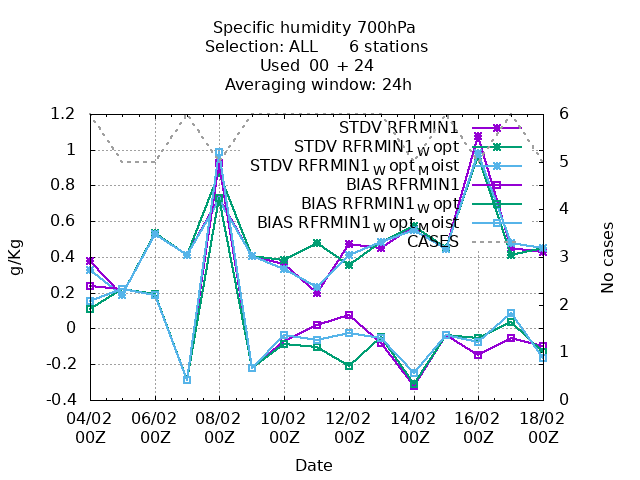 Specific humidity 700hPa
Selection: ALL 6 stations
Used 00 + 24
Averaging window: 24h
1.2
1
0.8
0.6
0.4
0.2
0
-0.2
-0.4
g/Kg
6
5
4
3
2
1
0
No cases
STDV RFRMIN1
STDV RFRMIN1_W opt
STDV RFRMIN1_W opt_M oist
BIAS RFRMIN1
BIAS RFRMIN1_W opt
BIAS RFRMIN1_W opt_M oist
CASES
04/02 06/02 08/02 10/02 12/02 14/02 16/02 18/02
00Z 00Z 00Z 00Z 00Z 00Z 00Z 00Z
Date